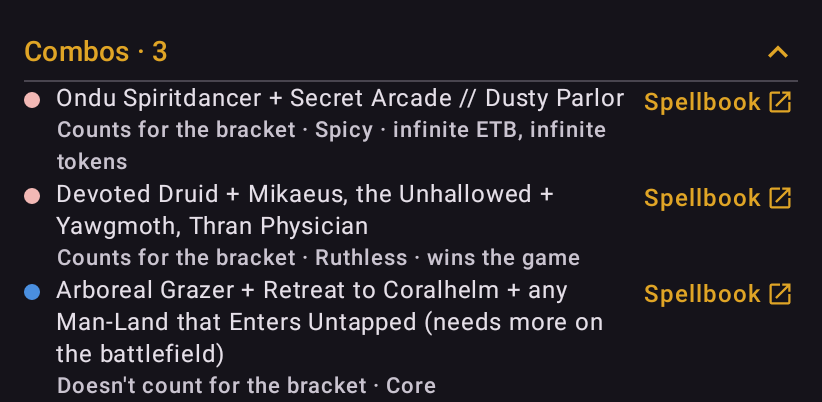 Combos · 3
Ondu Spiritdancer + Secret Arcade // Dusty Parlor
Spellbook
Counts for the bracket · Spicy · infinite ETB, infinite
tokens
Devoted Druid + Mikaeus, the Unhallowed +
Spellbook
Yawgmoth, Thran Physician
Counts for the bracket · Ruthless · wins the game
Arboreal Grazer + Retreat to Coralhelm + any
Spellbook
Man-Land that Enters Untapped (needs more on
the battlefield)
Doesn't count for the bracket · Core